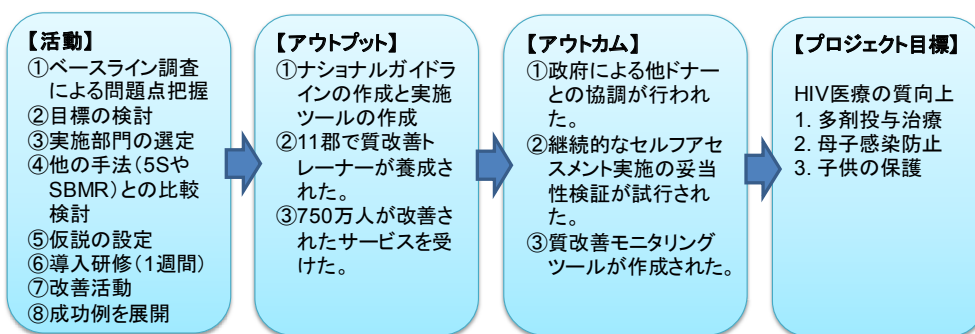 【活動】
①ベースライン調査
による問題点把握
②目標の検討
③実施部門の選定
④他の手法(5Sや
SBMR)との比較
検討
⑤仮説の設定
⑥導入研修(1週間)
⑦改善活動
⑧成功例を展開
【アウトプット】
①ナショナルガイドラ
インの作成と実施
ツールの作成
②11郡で質改善ト
レーナーが養成
された。
③750万人が改善さ
れたサービスを受
けた。
【アウトカム】
①政府による他ドナー
との協調が行われ
た。
②継続的なセルフアセ
スメント実施の妥当
性検証が試行され
た。
③質改善モニタリング
ツールが作成された。
【プロジェクト目標】
HIV医療の質向上
1. 多剤投与治療
2. 母子感染防止
3. 子供の保護